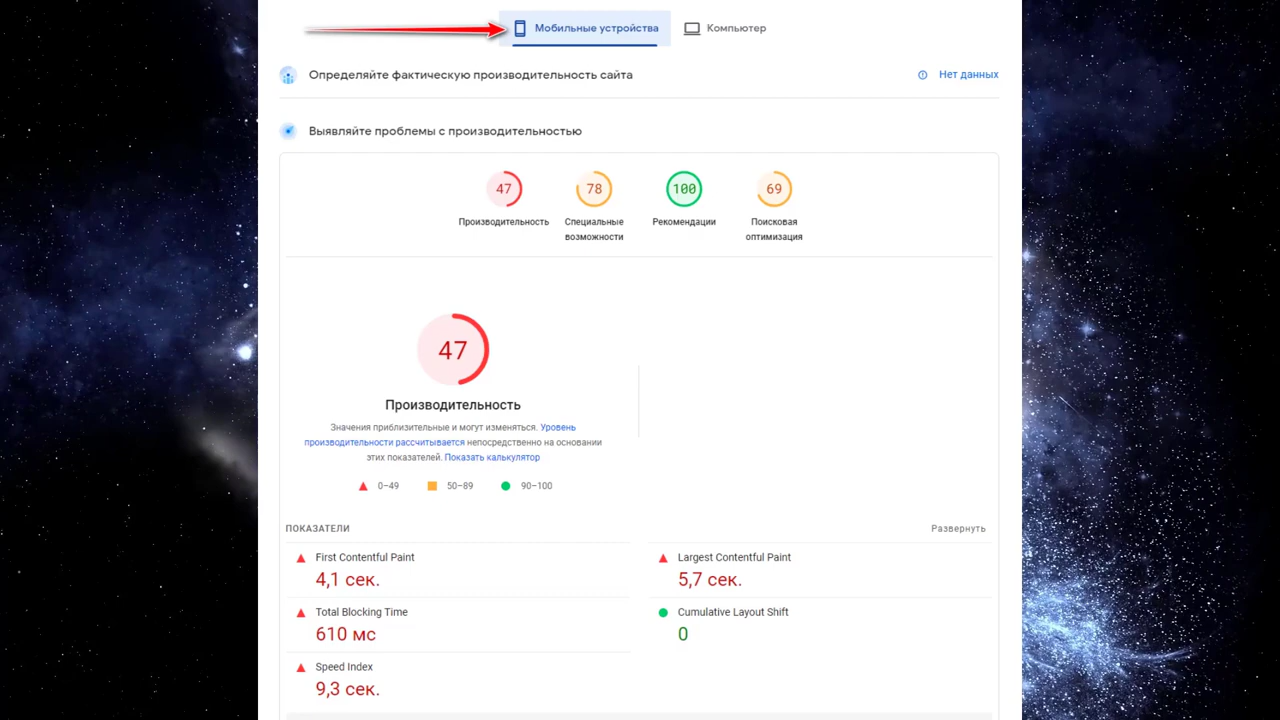 Мобильные устройства
Компьютер
Определяйте фактическую производительность сайта
Нет данных
Выявляйте проблемы с производительностью
47
78
100
69
Производительность
Специальные
возможности
Рекомендации
Поисковая
оптимизация
47
Производительность
Значения приблизительные и могут изменяться. Уровень
производительности рассчитывается непосредственно на основании
этих показателей. Показать калькулятор
0–49
50–89
90–100
ПОКАЗАТЕЛИ
Развернуть
First Contentful Paint
4,1 сек.
Largest Contentful Paint
5,7 сек.
Total Blocking Time
610 мс
Cumulative Layout Shift
0
Speed Index
9,3 сек.